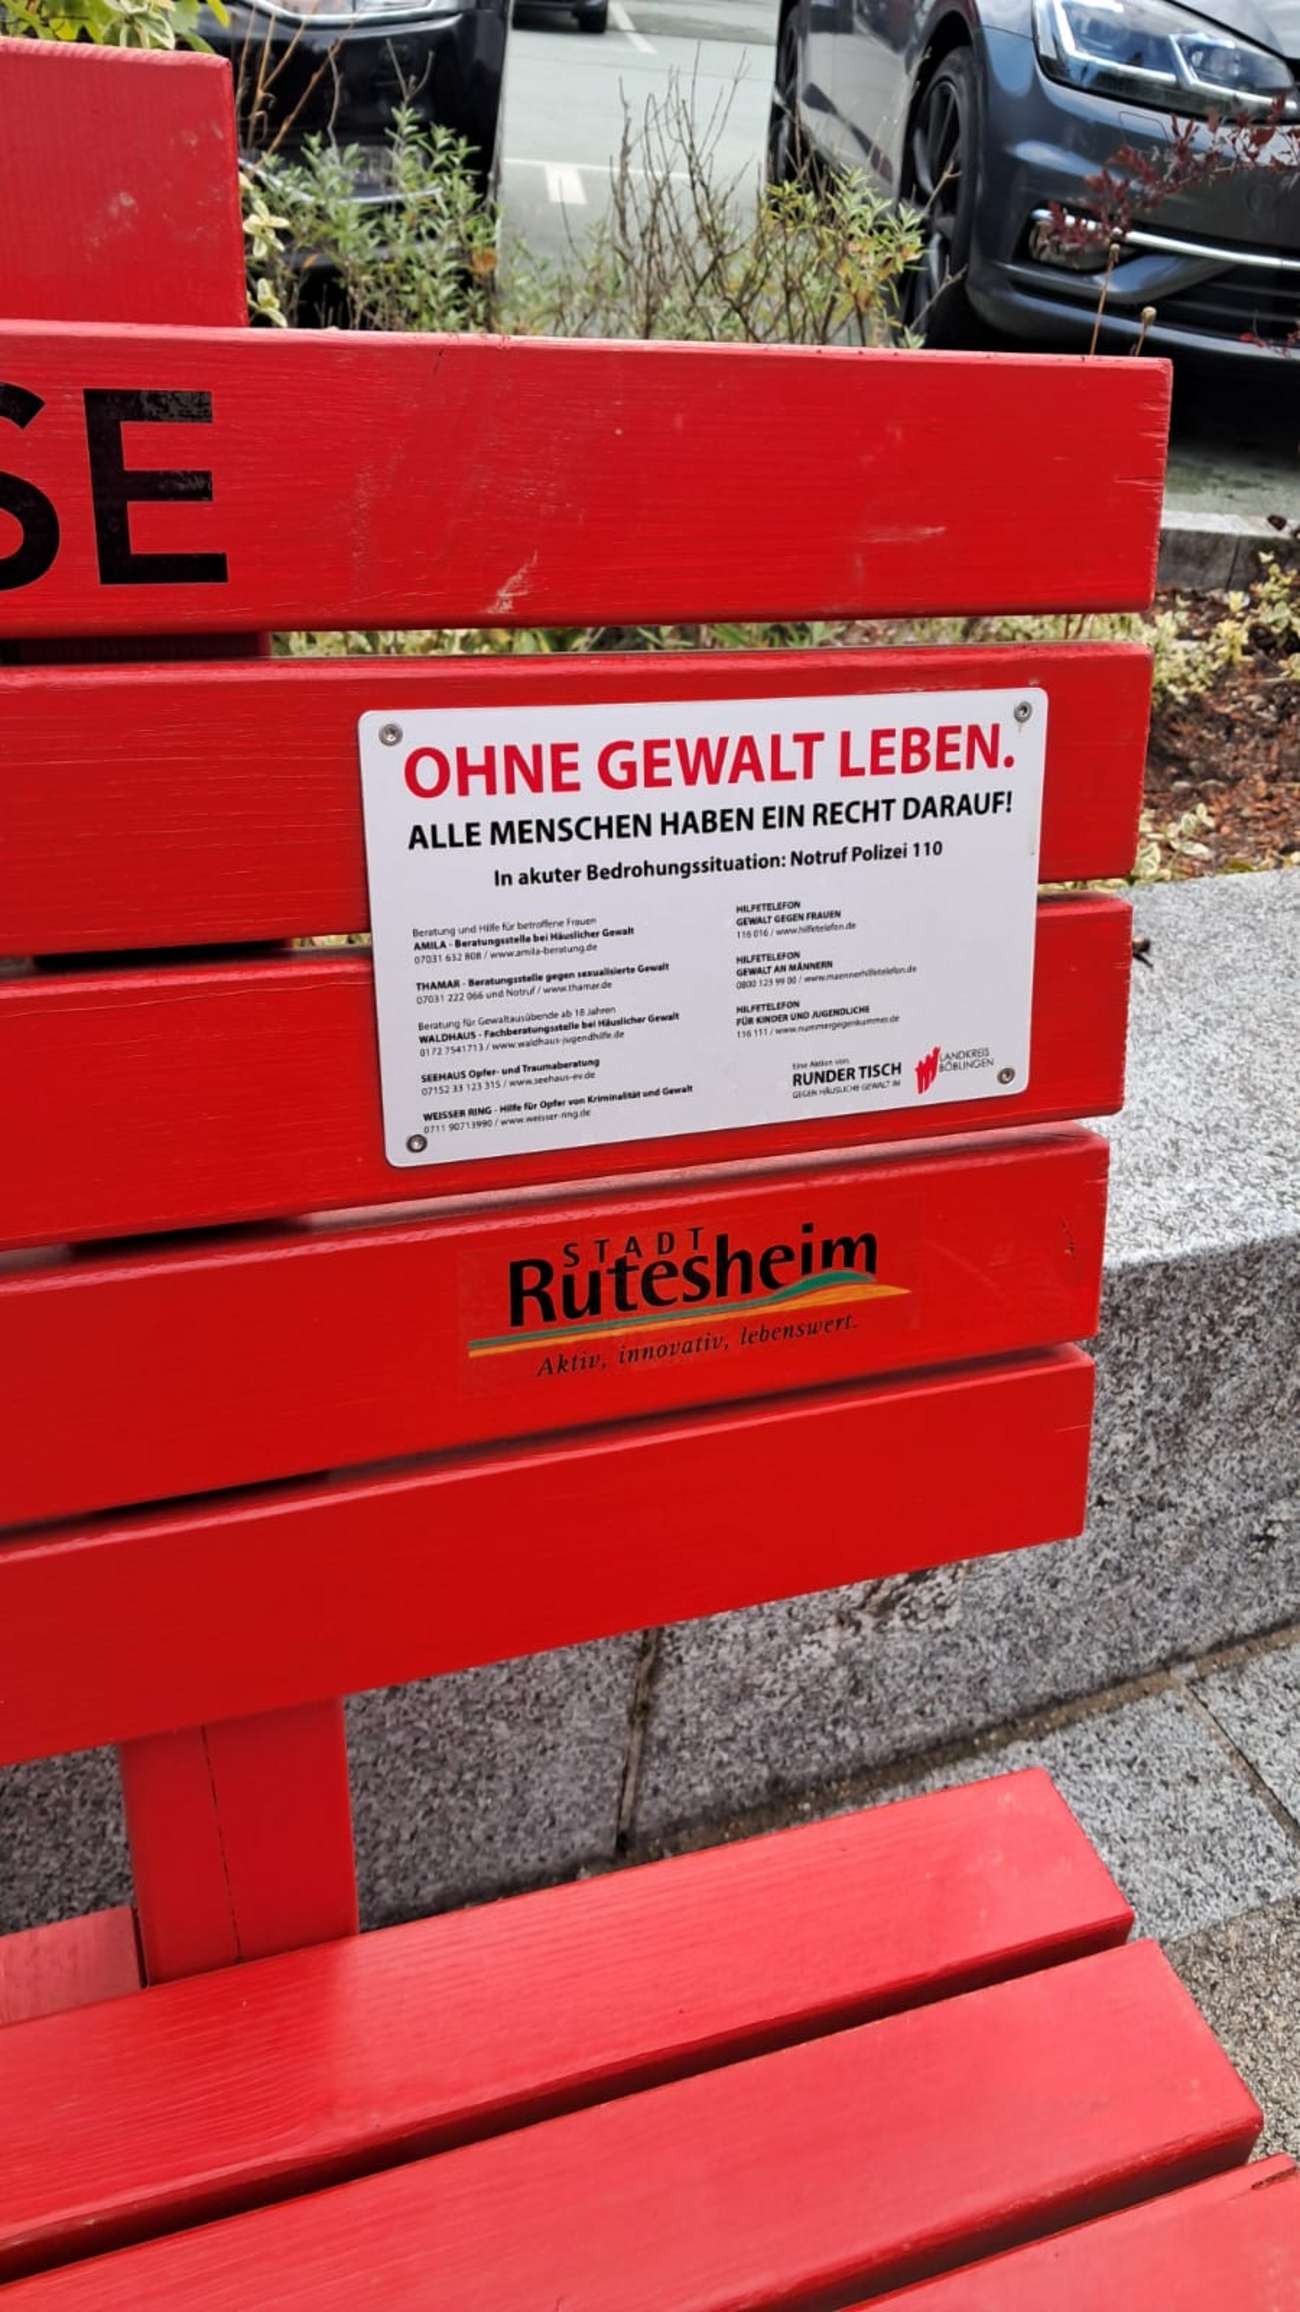 SE
OHNE GEWALT LEBEN.
ALLE MENSCHEN HABEN EIN RECHT DARAUF!
In akuter Bedrohungssituation: Notruf Polizei 110
Beratung und Hilfe für betroffene Frauen
AMILA - Beratungsstelle bei Häuslicher Gewalt
07031 632 808 / www.amila-beratung.de
THAMAR - Beratungsstelle gegen sexualisierte Gewalt
07031 222 066 und Notruf / www.thamar.de
Beratung für Gewaltausübende ab 18 Jahren
WALDHAUS - Fachberatungsstelle bei Häuslicher Gewalt
0172 7541713 / www.waldhaus-jugendhilfe.de
SEEHAUS Opfer- und Traumaberatung
07152 33 123 315 / www.seehaus-ev.de
WEISSER RING - Hilfe für Opfer von Kriminalität und Gewalt
0711 90713990 / www.weisser-ring.de
HILFETELEFON
GEWALT GEGEN FRAUEN
116 016 / www.hilfetelefon.de
HILFETELEFON
GEWALT AN MÄNNERN
0800 123 99 00 / www.maennerhilfetelefon.de
HILFETELEFON
FÜR KINDER UND JUGENDLICHE
116 111 / www.nummergegenkummer.de
Eine Aktion von:
RUNDER TISCH
GEGEN HÄUSLICHE GEWALT IM
LANDKREIS
BÖBLINGEN
STADT
Rutesheim
Aktiv, innovativ, lebenswert.